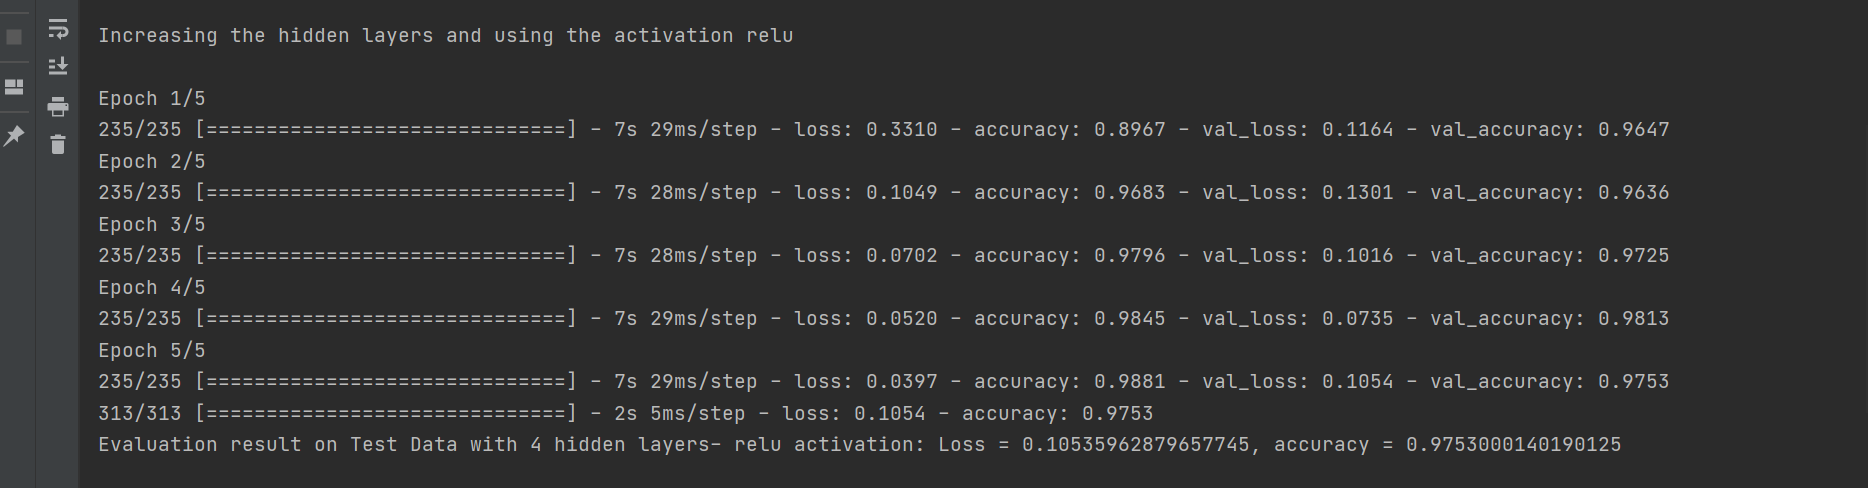 Increasing the hidden layers and using the activation relu
Epoch 1/5
235/235 [==============================] - 7s 29ms/step - loss: 0.3310 - accuracy: 0.8967 - val_loss: 0.1164 - val_accuracy: 0.9647
Epoch 2/5
235/235 [==============================] - 7s 28ms/step - loss: 0.1049 - accuracy: 0.9683 - val_loss: 0.1301 - val_accuracy: 0.9636
Epoch 3/5
235/235 [==============================] - 7s 28ms/step - loss: 0.0702 - accuracy: 0.9796 - val_loss: 0.1016 - val_accuracy: 0.9725
Epoch 4/5
235/235 [==============================] - 7s 29ms/step - loss: 0.0520 - accuracy: 0.9845 - val_loss: 0.0735 - val_accuracy: 0.9813
Epoch 5/5
235/235 [==============================] - 7s 29ms/step - loss: 0.0397 - accuracy: 0.9881 - val_loss: 0.1054 - val_accuracy: 0.9753
313/313 [==============================] - 2s 5ms/step - loss: 0.1054 - accuracy: 0.9753
Evaluation result on Test Data with 4 hidden layers- relu activation: Loss = 0.10535962879657745, accuracy = 0.9753000140190125